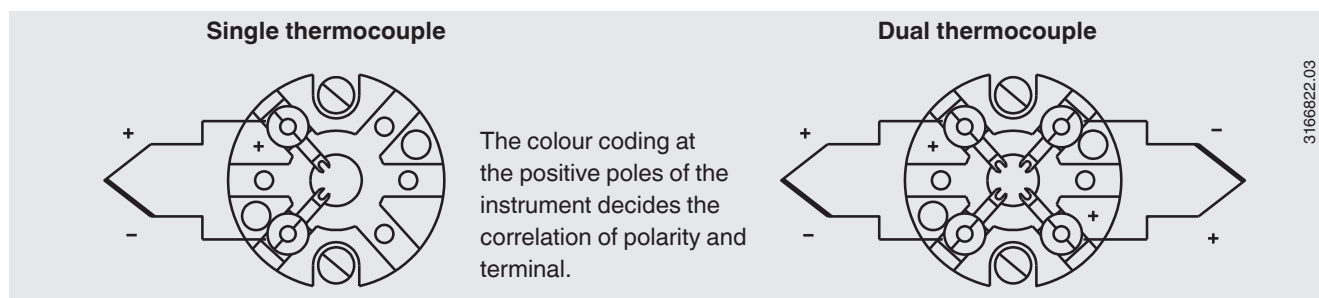 Single thermocouple
+
+
–
The colour coding at
the positive poles of the
instrument decides the
correlation of polarity and
terminal.
Dual thermocouple
+
+
–
–
+
+
3166822.03